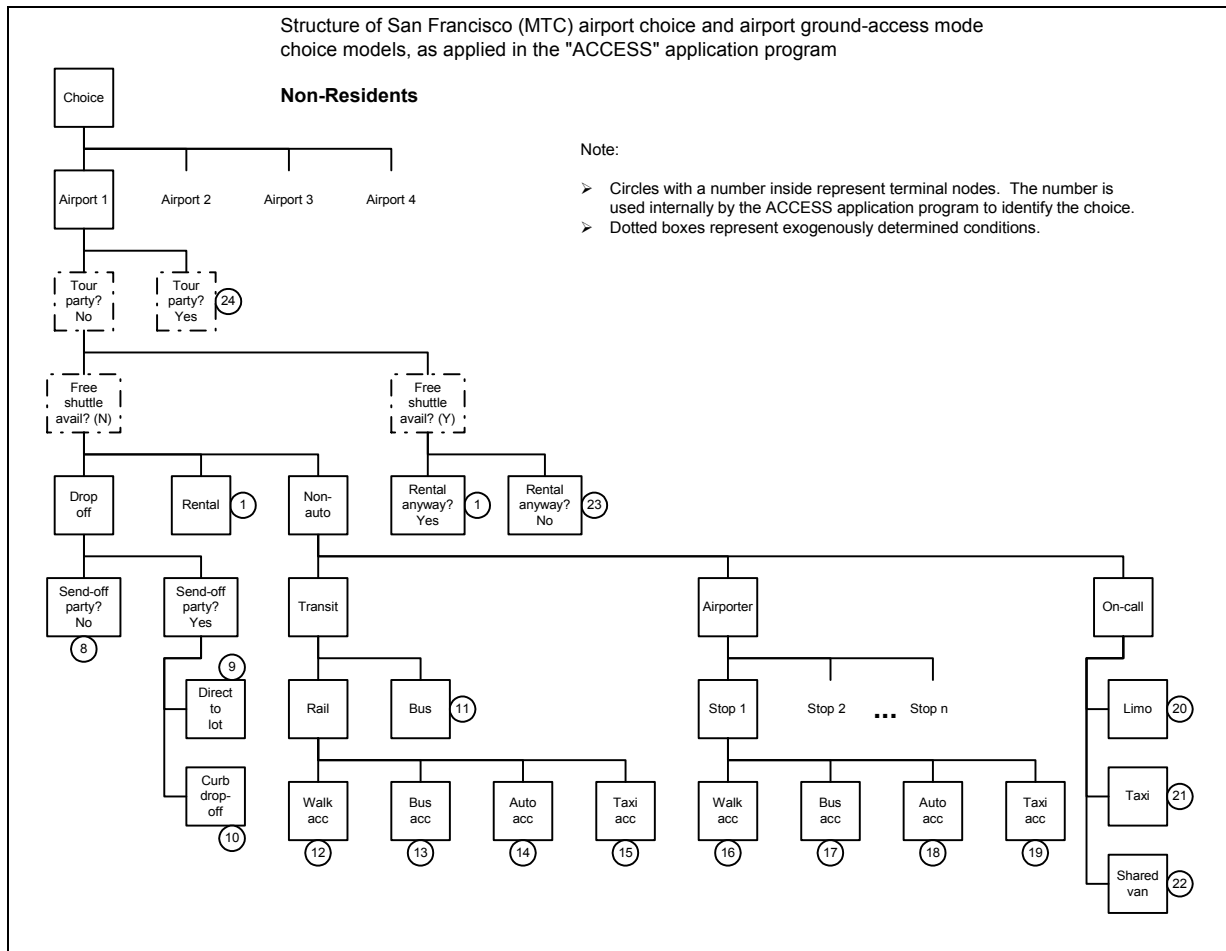 Structure of San Francisco (MTC) airport choice and airport ground-access mode
choice models, as applied in the "ACCESS" application program
Non-Residents
Choice
Note:
➢ Circles with a number inside represent terminal nodes. The number is
used internally by the ACCESS application program to identify the choice.
➢ Dotted boxes represent exogenously determined conditions.
Airport 1
Airport 2
Airport 3
Airport 4
Tour
party?
No
Tour
party?
Yes
24
Free
shuttle
avail? (N)
Free
shuttle
avail? (Y)
Drop
off
Rental
1
Non-
auto
Rental
anyway?
Yes
1
Rental
anyway?
No
23
Send-off
party?
No
8
Send-off
party?
Yes
Transit
Airporter
On-call
9
Direct
to
lot
Rail
Bus
11
Stop 1
Stop 2
...
Stop n
Limo
20
Curb
drop-
off
10
Walk
acc
12
Bus
acc
13
Auto
acc
14
Taxi
acc
15
Walk
acc
16
Bus
acc
17
Auto
acc
18
Taxi
acc
19
Taxi
21
Shared
van
22